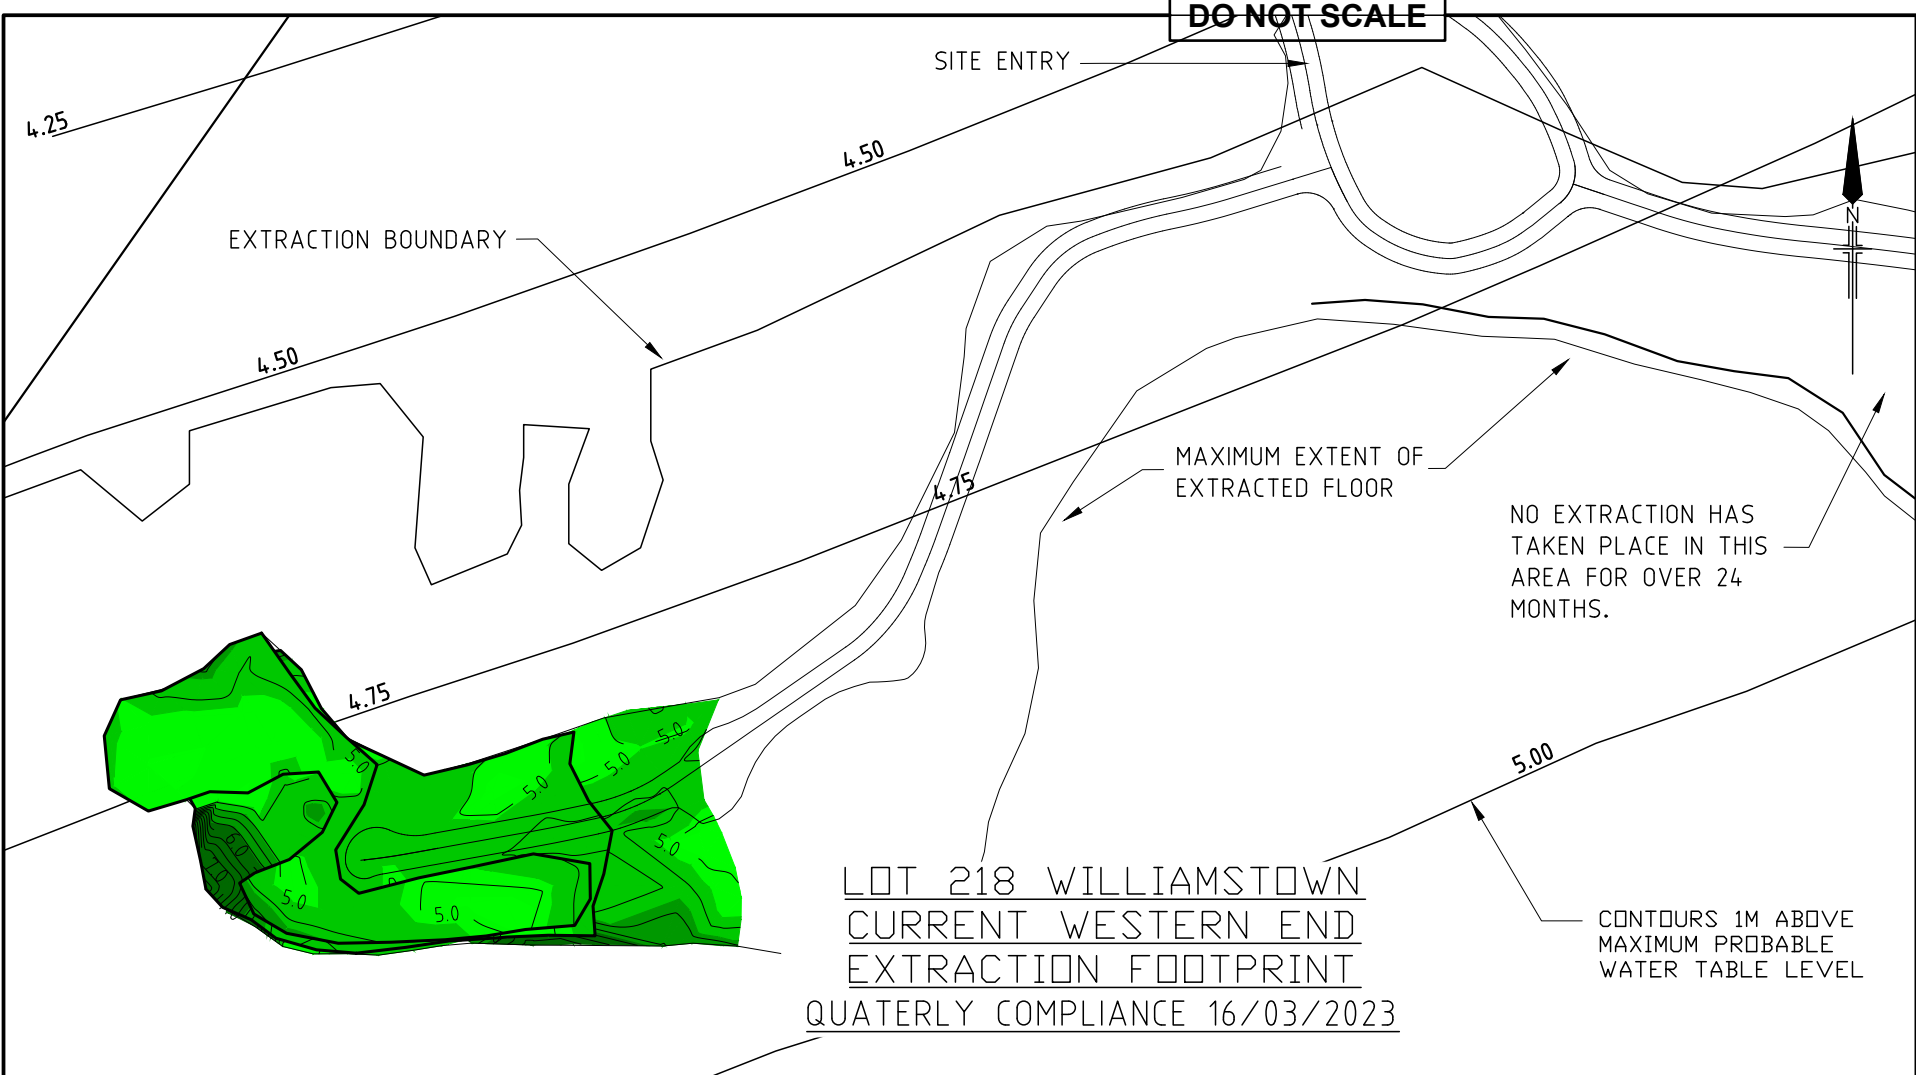 DO NOT SCALE
SITE ENTRY
4.25
4.50
EXTRACTION BOUNDARY
N
4.50
MAXIMUM EXTENT OF
EXTRACTED FLOOR
4.75
NO EXTRACTION HAS
TAKEN PLACE IN THIS
AREA FOR OVER 24
MONTHS.
4.75
5.0
5.0
5.0
5.0
5.00
6.0
5.0
5.0
5.0
LOT 218 WILLIAMSTOWN
CURRENT WESTERN END
EXTRACTION FOOTPRINT
QUATERLY COMPLIANCE 16/03/2023
CONTOURS 1M ABOVE
MAXIMUM PROBABLE
WATER TABLE LEVEL